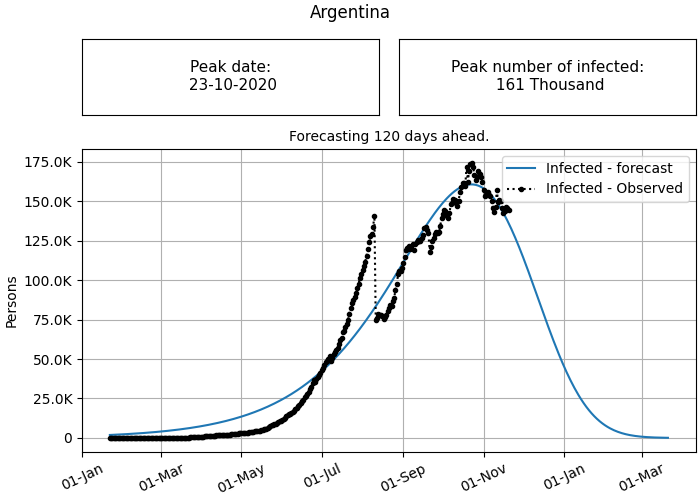 Argentina
Peak date:
23-10-2020
Peak number of infected:
161 Thousand
Forecasting 120 days ahead.
Infected - forecast
Infected - Observed
Persons
175.0K
150.0K
125.0K
100.0K
75.0K
50.0K
25.0K
0
01-Jan
01-Mar
01-May
01-Jul
01-Sep
01-Nov
01-Jan
01-Mar